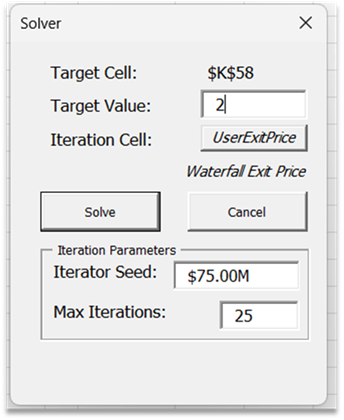 Solver
Target Cell: $K$58
Target Value: 2
Iteration Cell: UserExitPrice
Waterfall Exit Price
Solve Cancel
Iteration Parameters
Iterator Seed: $75.00M
Max Iterations: 25